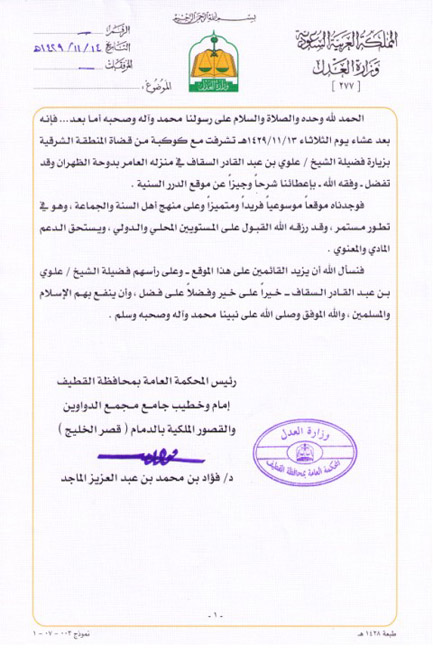 بسم الله الرحمن الرحيم
المملكة العربية السعودية
وزارة العدل
[ ٢٧٧ ]
وزارة العدل
الرقم :
التاريخ : ١٤٢٩/١١/١٤هـ
المرفقات :
الموضوع :
الحمد لله وحده والصلاة والسلام على رسولنا محمد وآله وصحبه أما بعد... فإنه
بعد عشاء يوم الثلاثاء ١٤٢٩/١١/١٣هـ تشرفت مع كوكبة من قضاة المنطقة الشرقية
بزيارة فضيلة الشيخ / علوي بن عبد القادر السقاف في منزله العامر بدوحة الظهران وقد
تفضل ـ وفقه الله ـ بإعطائنا شرحاً وجيزاً عن موقع الدرر السنية .
فوجدناه موقعاً موسوعياً فريداً ومتميزاً وعلى منهج أهل السنة والجماعة ، وهو في
تطور مستمر ، وقد رزقه الله القبول على المستويين المحلي والدولي ، ويستحق الدعم
المادي والمعنوي .
فنسأل الله أن يزيد القائمين على هذا الموقع ـ وعلى رأسهم فضيلة الشيخ / علوي
بن عبد القادر السقاف ــ خيراً على خير وفضلاً على فضل ، وأن ينفع بهم الإسلام
والمسلمين ، والله الموفق وصلى الله على نبينا محمد وآله وصحبه وسلم .
رئيس المحكمة العامة بمحافظة القطيف
إمام وخطيب جامع مجمع الدواوين
والقصور الملكية بالدمام ( قصر الخليج )
د/ فؤاد بن محمد بن عبد العزيز الماجد
وزارة العدل
المحكمة العامة بمحافظة القطيف
- ١ -
طبعة ١٤٢٨ هـ
نموذج ١٠٠٢-٠٧-٠١